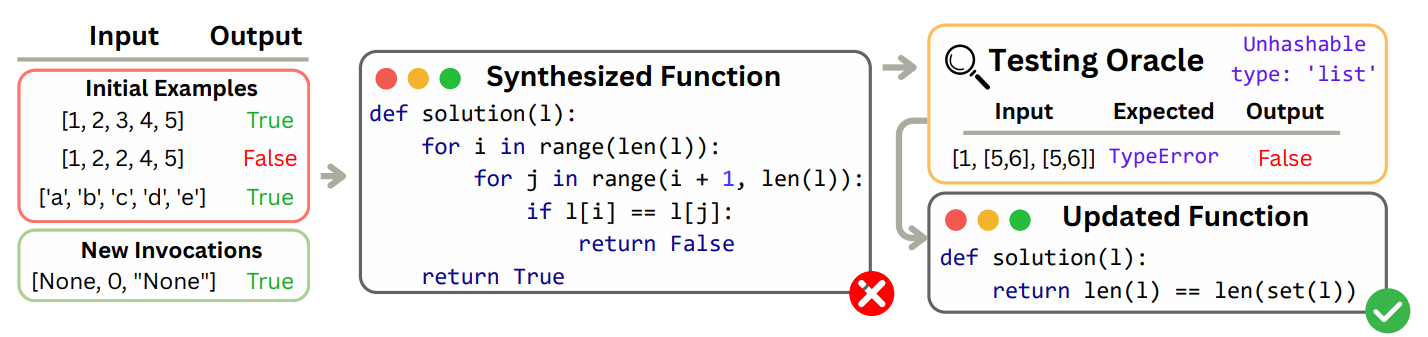 Input Output
Initial Examples
[1, 2, 3, 4, 5] True
[1, 2, 2, 4, 5] False
['a', 'b', 'c', 'd', 'e'] True
New Invocations
[None, 0, "None"] True
Synthesized Function
def solution(l):
    for i in range(len(l)):
        for j in range(i + 1, len(l)):
            if l[i] == l[j]:
                return False
    return True
Testing Oracle
Unhashable
type: 'list'
Input Expected Output
[1, [5,6], [5,6]] TypeError False
Updated Function
def solution(l):
    return len(l) == len(set(l))